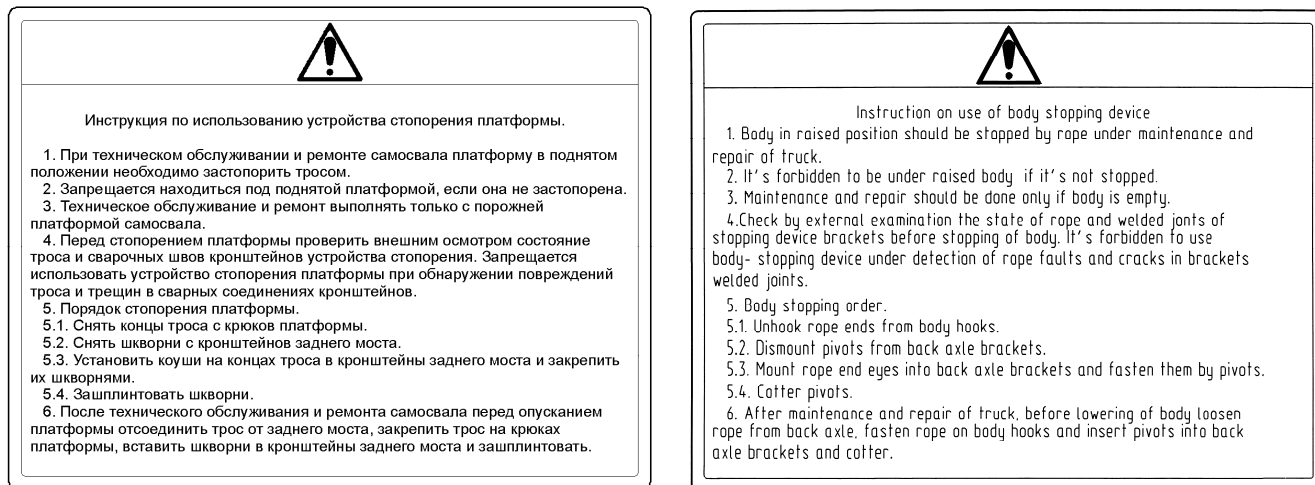 Инструкция по использованию устройства стопорения платформы.
1. При техническом обслуживании и ремонте самосвала платформу в поднятом
положении необходимо застопорить тросом.
2. Запрещается находиться под поднятой платформой, если она не застопорена.
3. Техническое обслуживание и ремонт выполнять только с порожней
платформой самосвала.
4. Перед стопорением платформы проверить внешним осмотром состояние
троса и сварочных швов кронштейнов устройства стопорения. Запрещается
использовать устройство стопорения платформы при обнаружении повреждений
троса и трещин в сварных соединениях кронштейнов.
5. Порядок стопорения платформы.
5.1. Снять концы троса с крюков платформы.
5.2. Снять шкворни с кронштейнов заднего моста.
5.3. Установить коуши на концах троса в кронштейны заднего моста и закрепить
их шкворнями.
5.4. Зашплинтовать шкворни.
6. После технического обслуживания и ремонта самосвала перед опусканием
платформы отсоединить трос от заднего моста, закрепить трос на крюках
платформы, вставить шкворни в кронштейны заднего моста и зашплинтовать.
Instruction on use of body stopping device
1. Body in raised position should be stopped by rope under maintenance and
repair of truck.
2. It's forbidden to be under raised body if it's not stopped.
3. Maintenance and repair should be done only if body is empty.
4.Check by external examination the state of rope and welded jonts of
stopping device brackets before stopping of body. It's forbidden to use
body- stopping device under detection of rope faults and cracks in brackets
welded joints.
5. Body stopping order.
5.1. Unhook rope ends from body hooks.
5.2. Dismount pivots from back axle brackets.
5.3. Mount rope end eyes into back axle brackets and fasten them by pivots.
5.4. Cotter pivots.
6. After maintenance and repair of truck, before lowering of body loosen
rope from back axle, fasten rope on body hooks and insert pivots into back
axle brackets and cotter.